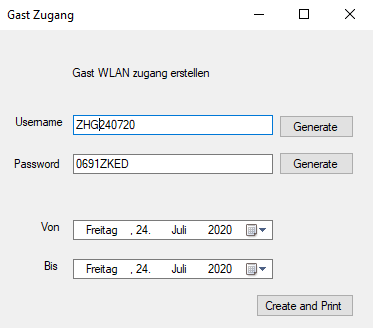 Gast Zugang
Gast WLAN zugang erstellen
Username ZHG240720 Generate
Password 0691ZKED Generate
Von Freitag , 24. Juli 2020
Bis Freitag , 24. Juli 2020
Create and Print